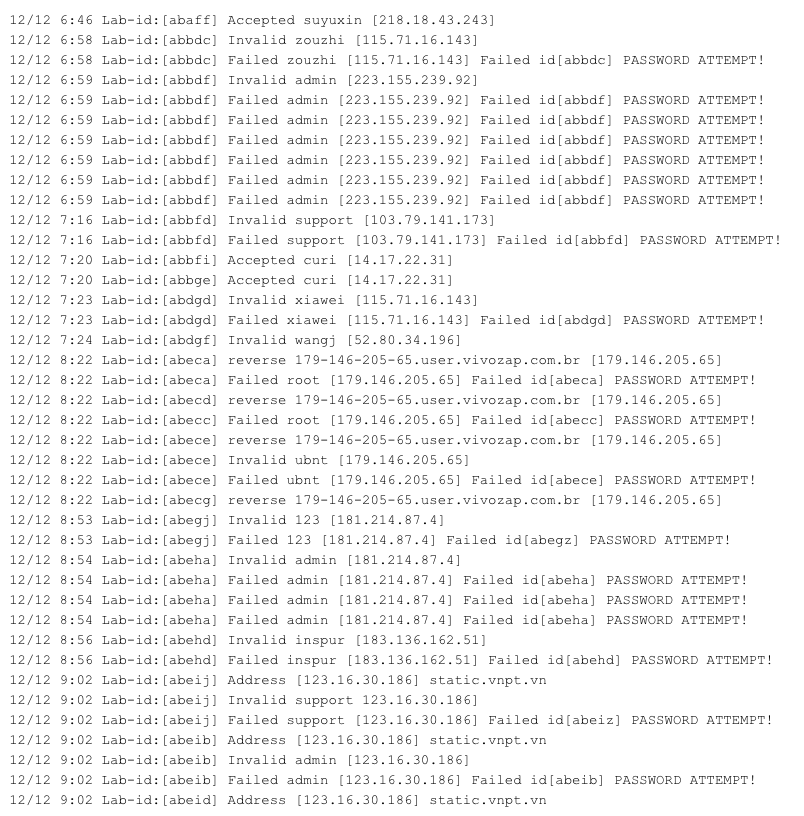 12/12 6:46 Lab-id:[abaff] Accepted suyuxin [218.18.43.243]
12/12 6:58 Lab-id:[abbdc] Invalid zouzhi [115.71.16.143]
12/12 6:58 Lab-id:[abbdc] Failed zouzhi [115.71.16.143] Failed id[abbdc] PASSWORD ATTEMPT!
12/12 6:59 Lab-id:[abbdf] Invalid admin [223.155.239.92]
12/12 6:59 Lab-id:[abbdf] Failed admin [223.155.239.92] Failed id[abbdf] PASSWORD ATTEMPT!
12/12 6:59 Lab-id:[abbdf] Failed admin [223.155.239.92] Failed id[abbdf] PASSWORD ATTEMPT!
12/12 6:59 Lab-id:[abbdf] Failed admin [223.155.239.92] Failed id[abbdf] PASSWORD ATTEMPT!
12/12 6:59 Lab-id:[abbdf] Failed admin [223.155.239.92] Failed id[abbdf] PASSWORD ATTEMPT!
12/12 6:59 Lab-id:[abbdf] Failed admin [223.155.239.92] Failed id[abbdf] PASSWORD ATTEMPT!
12/12 6:59 Lab-id:[abbdf] Failed admin [223.155.239.92] Failed id[abbdf] PASSWORD ATTEMPT!
12/12 7:16 Lab-id:[abbfd] Invalid support [103.79.141.173]
12/12 7:16 Lab-id:[abbfd] Failed support [103.79.141.173] Failed id[abbfd] PASSWORD ATTEMPT!
12/12 7:20 Lab-id:[abbfi] Accepted curi [14.17.22.31]
12/12 7:20 Lab-id:[abbge] Accepted curi [14.17.22.31]
12/12 7:23 Lab-id:[abdgd] Invalid xiawei [115.71.16.143]
12/12 7:23 Lab-id:[abdgd] Failed xiawei [115.71.16.143] Failed id[abdgd] PASSWORD ATTEMPT!
12/12 7:24 Lab-id:[abdgf] Invalid wangj [52.80.34.196]
12/12 8:22 Lab-id:[abeca] reverse 179-146-205-65.user.vivozap.com.br [179.146.205.65]
12/12 8:22 Lab-id:[abeca] Failed root [179.146.205.65] Failed id[abeca] PASSWORD ATTEMPT!
12/12 8:22 Lab-id:[abecd] reverse 179-146-205-65.user.vivozap.com.br [179.146.205.65]
12/12 8:22 Lab-id:[abecc] Failed root [179.146.205.65] Failed id[abecc] PASSWORD ATTEMPT!
12/12 8:22 Lab-id:[abece] reverse 179-146-205-65.user.vivozap.com.br [179.146.205.65]
12/12 8:22 Lab-id:[abece] Invalid ubnt [179.146.205.65]
12/12 8:22 Lab-id:[abece] Failed ubnt [179.146.205.65] Failed id[abece] PASSWORD ATTEMPT!
12/12 8:22 Lab-id:[abecg] reverse 179-146-205-65.user.vivozap.com.br [179.146.205.65]
12/12 8:53 Lab-id:[abegj] Invalid 123 [181.214.87.4]
12/12 8:53 Lab-id:[abegj] Failed 123 [181.214.87.4] Failed id[abegz] PASSWORD ATTEMPT!
12/12 8:54 Lab-id:[abeha] Invalid admin [181.214.87.4]
12/12 8:54 Lab-id:[abeha] Failed admin [181.214.87.4] Failed id[abeha] PASSWORD ATTEMPT!
12/12 8:54 Lab-id:[abeha] Failed admin [181.214.87.4] Failed id[abeha] PASSWORD ATTEMPT!
12/12 8:54 Lab-id:[abeha] Failed admin [181.214.87.4] Failed id[abeha] PASSWORD ATTEMPT!
12/12 8:56 Lab-id:[abehd] Invalid inspur [183.136.162.51]
12/12 8:56 Lab-id:[abehd] Failed inspur [183.136.162.51] Failed id[abehd] PASSWORD ATTEMPT!
12/12 9:02 Lab-id:[abeij] Address [123.16.30.186] static.vnpt.vn
12/12 9:02 Lab-id:[abeij] Invalid support 123.16.30.186]
12/12 9:02 Lab-id:[abeij] Failed support [123.16.30.186] Failed id[abeiz] PASSWORD ATTEMPT!
12/12 9:02 Lab-id:[abeib] Address [123.16.30.186] static.vnpt.vn
12/12 9:02 Lab-id:[abeib] Invalid admin [123.16.30.186]
12/12 9:02 Lab-id:[abeib] Failed admin [123.16.30.186] Failed id[abeib] PASSWORD ATTEMPT!
12/12 9:02 Lab-id:[abeid] Address [123.16.30.186] static.vnpt.vn